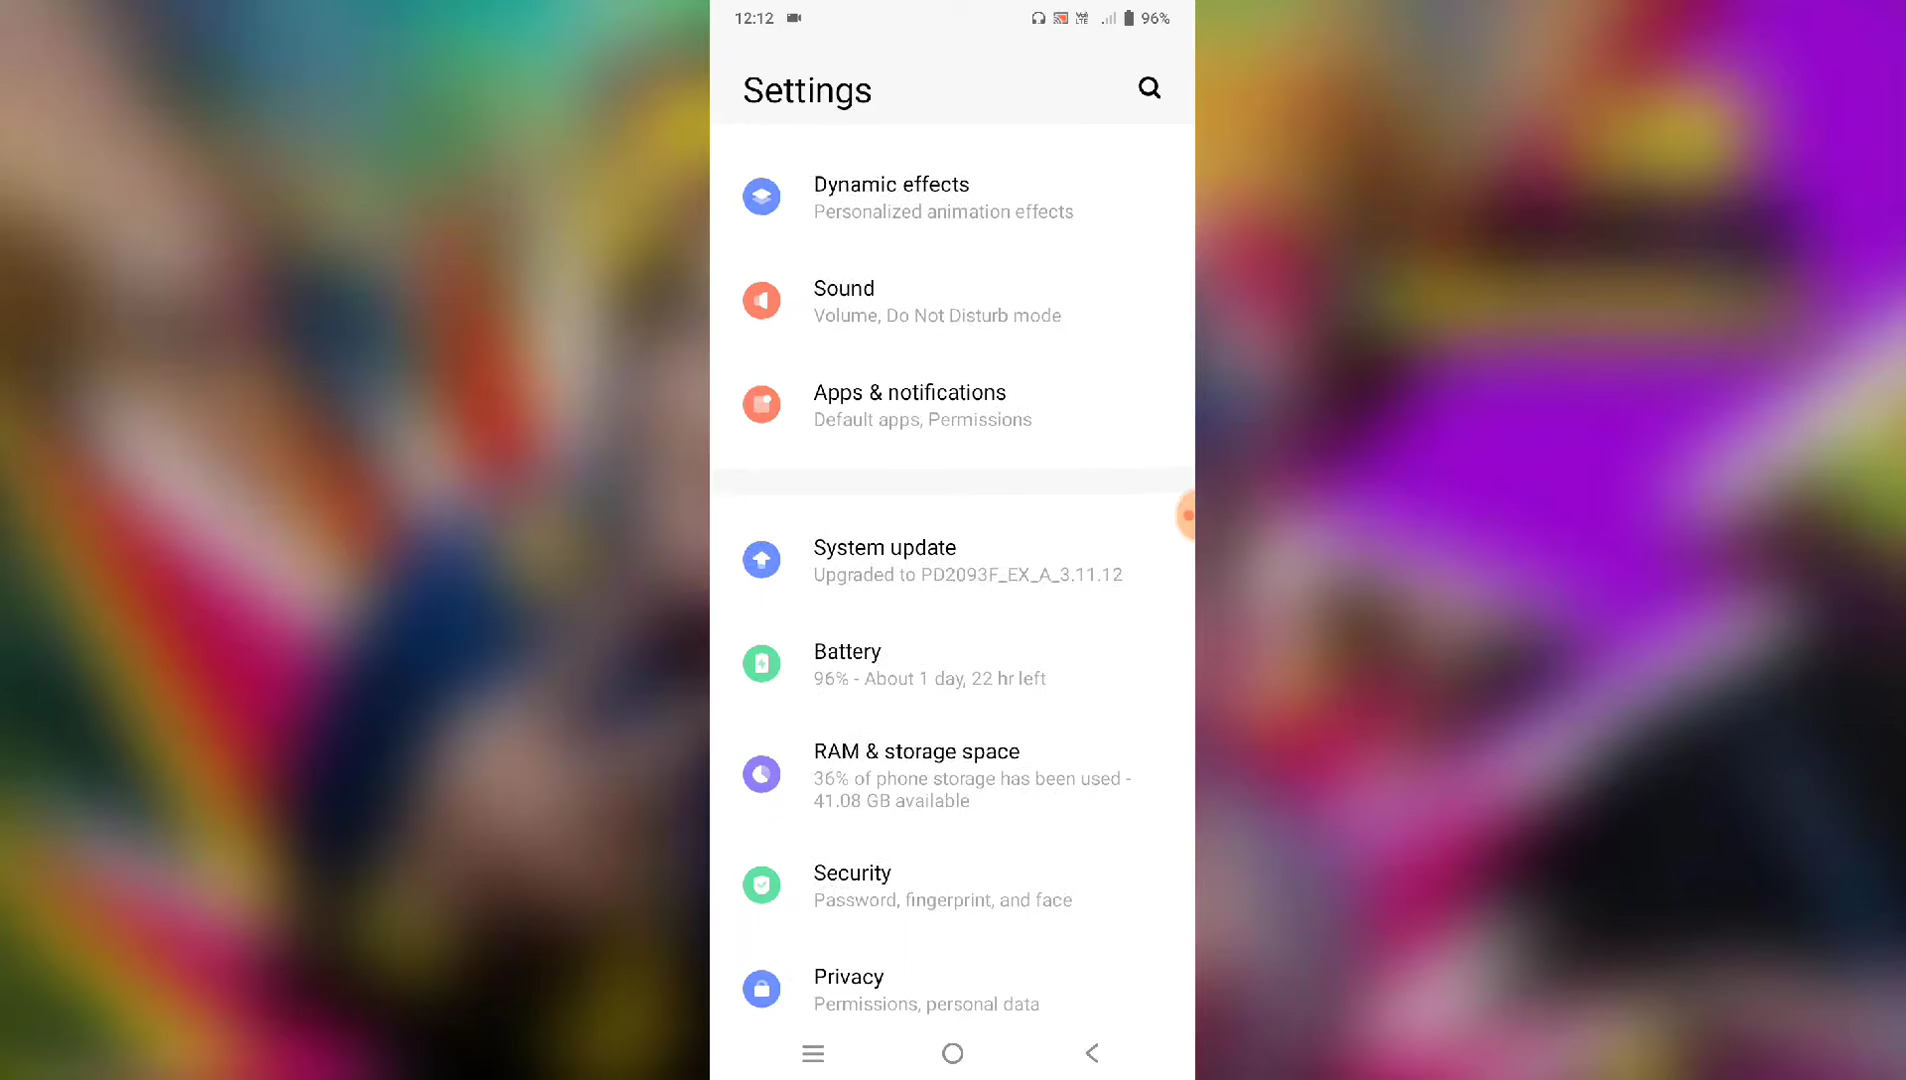 12:12
VoLTE 96%
Settings
Dynamic effects
Personalized animation effects
Sound
Volume, Do Not Disturb mode
Apps & notifications
Default apps, Permissions
System update
Upgraded to PD2093F_EX_A_3.11.12
Battery
96% - About 1 day, 22 hr left
RAM & storage space
36% of phone storage has been used -
41.08 GB available
Security
Password, fingerprint, and face
Privacy
Permissions, personal data